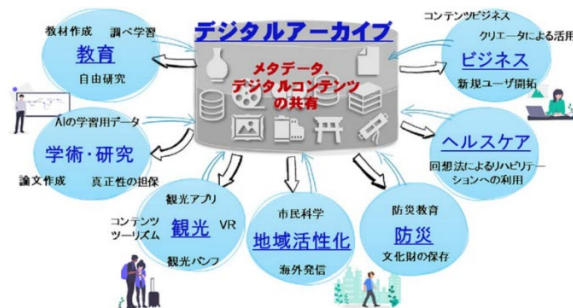 デジタルアーカイブ
メタデータ、
デジタルコンテンツ
の共有
教材作成 調べ学習
教育
自由研究
AIの学習用データ
学術・研究
論文作成 真正性の担保
観光アプリ
コンテンツ
ツーリズム
観光
VR
観光パンフ
市民科学
地域活性化
海外発信
防災教育
防災
文化財の保存
ヘルスケア
回想法によるリハビリテー
ションへの利用
コンテンツビジネス
クリエータによる活用
ビジネス
新規ユーザ開拓